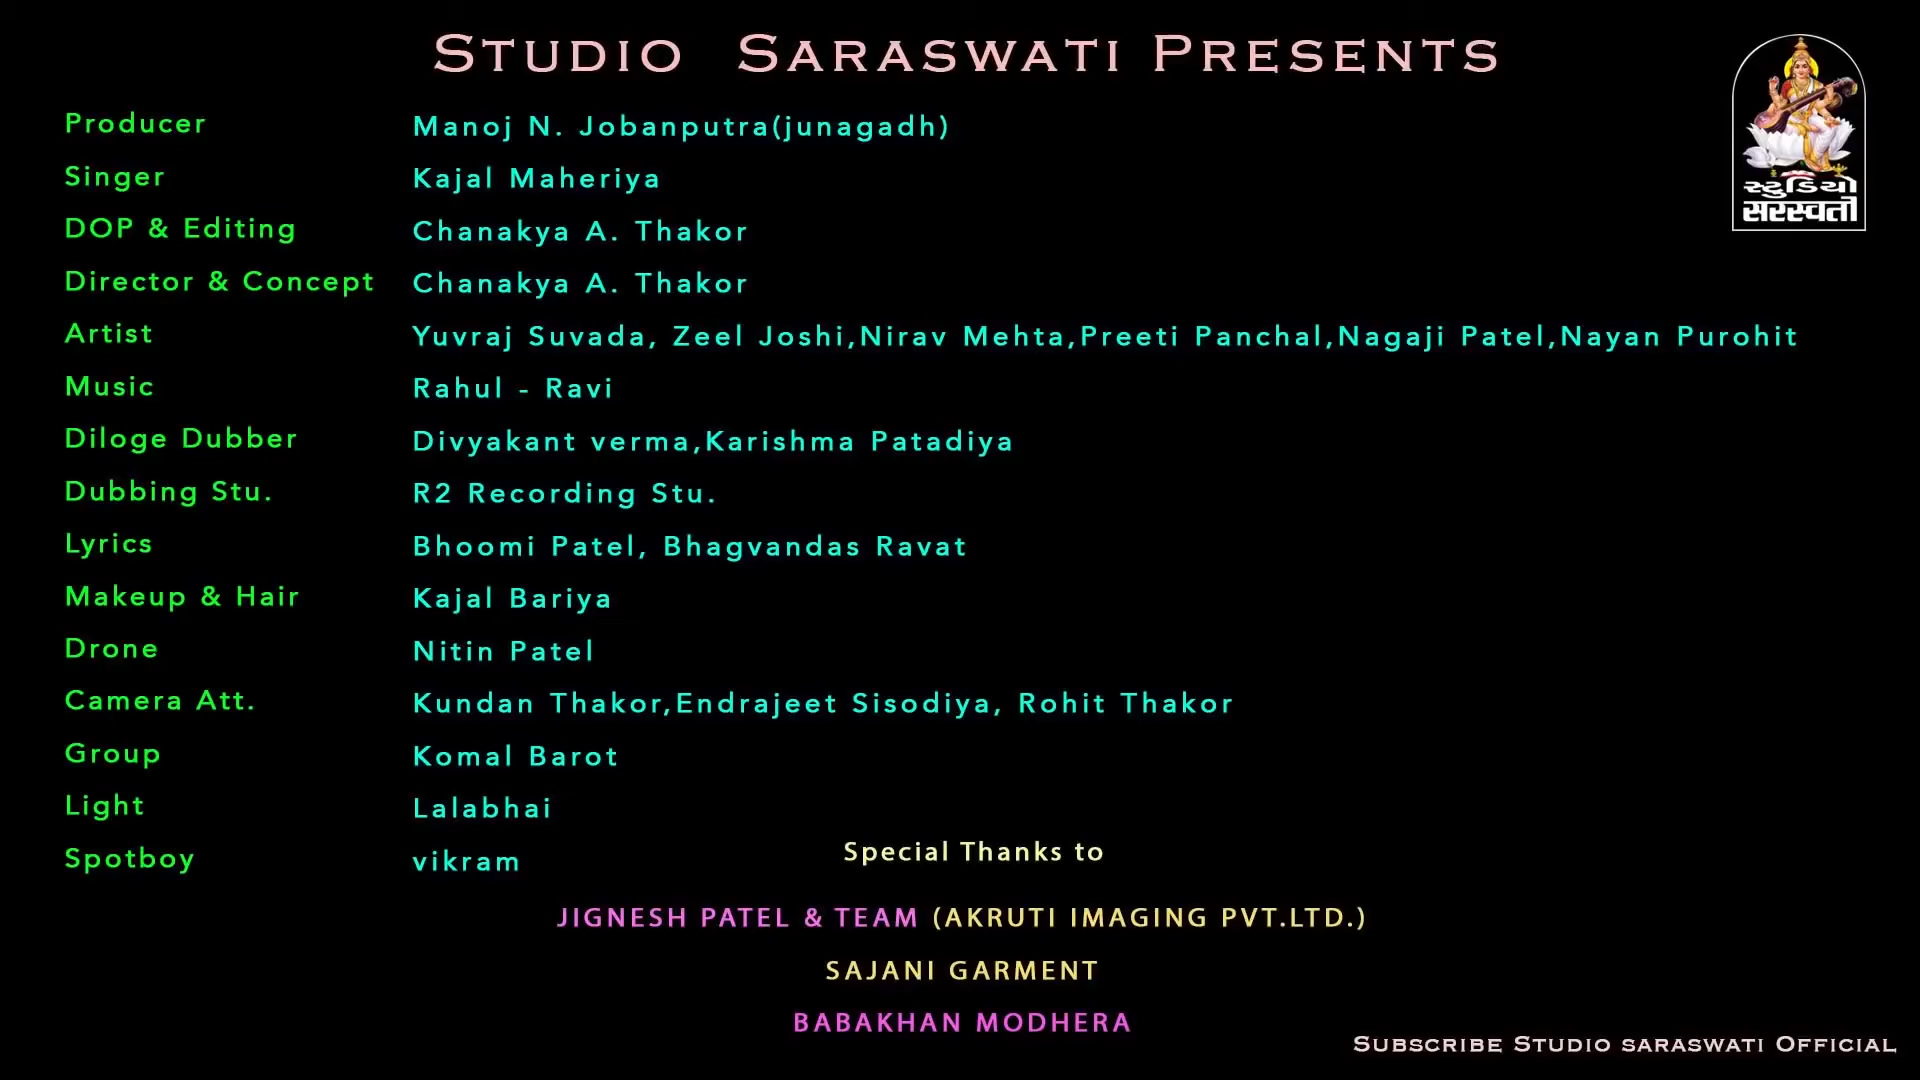 Studio Saraswati Presents
Producer Manoj N. Jobanputra(junagadh)
Singer Kajal Maheriya
DOP & Editing Chanakya A. Thakor
Director & Concept Chanakya A. Thakor
Artist Yuvraj Suvada, Zeel Joshi,Nirav Mehta,Preeti Panchal,Nagaji Patel,Nayan Purohit
Music Rahul - Ravi
Diloge Dubber Divyakant verma,Karishma Patadiya
Dubbing Stu. R2 Recording Stu.
Lyrics Bhoomi Patel, Bhagvandas Ravat
Makeup & Hair Kajal Bariya
Drone Nitin Patel
Camera Att. Kundan Thakor,Endrajeet Sisodiya, Rohit Thakor
Group Komal Barot
Light Lalabhai
Spotboy vikram
Special Thanks to
JIGNESH PATEL & TEAM (AKRUTI IMAGING PVT.LTD.)
SAJANI GARMENT
BABAKHAN MODHERA
Subscribe Studio saraswati Official
સ્ટુડિયો
સરસ્વતી